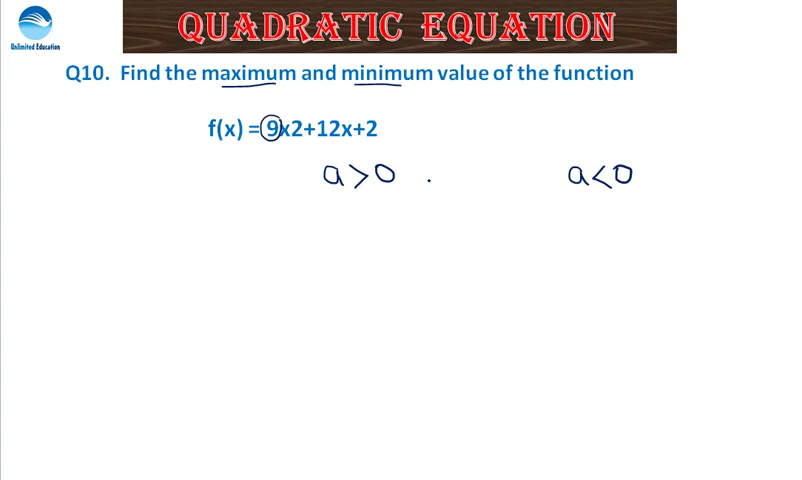 QUADRATIC EQUATION
Unlimited Education
Q10. Find the maximum and minimum value of the function
f(x) = 9x2+12x+2
a>0 . a<0